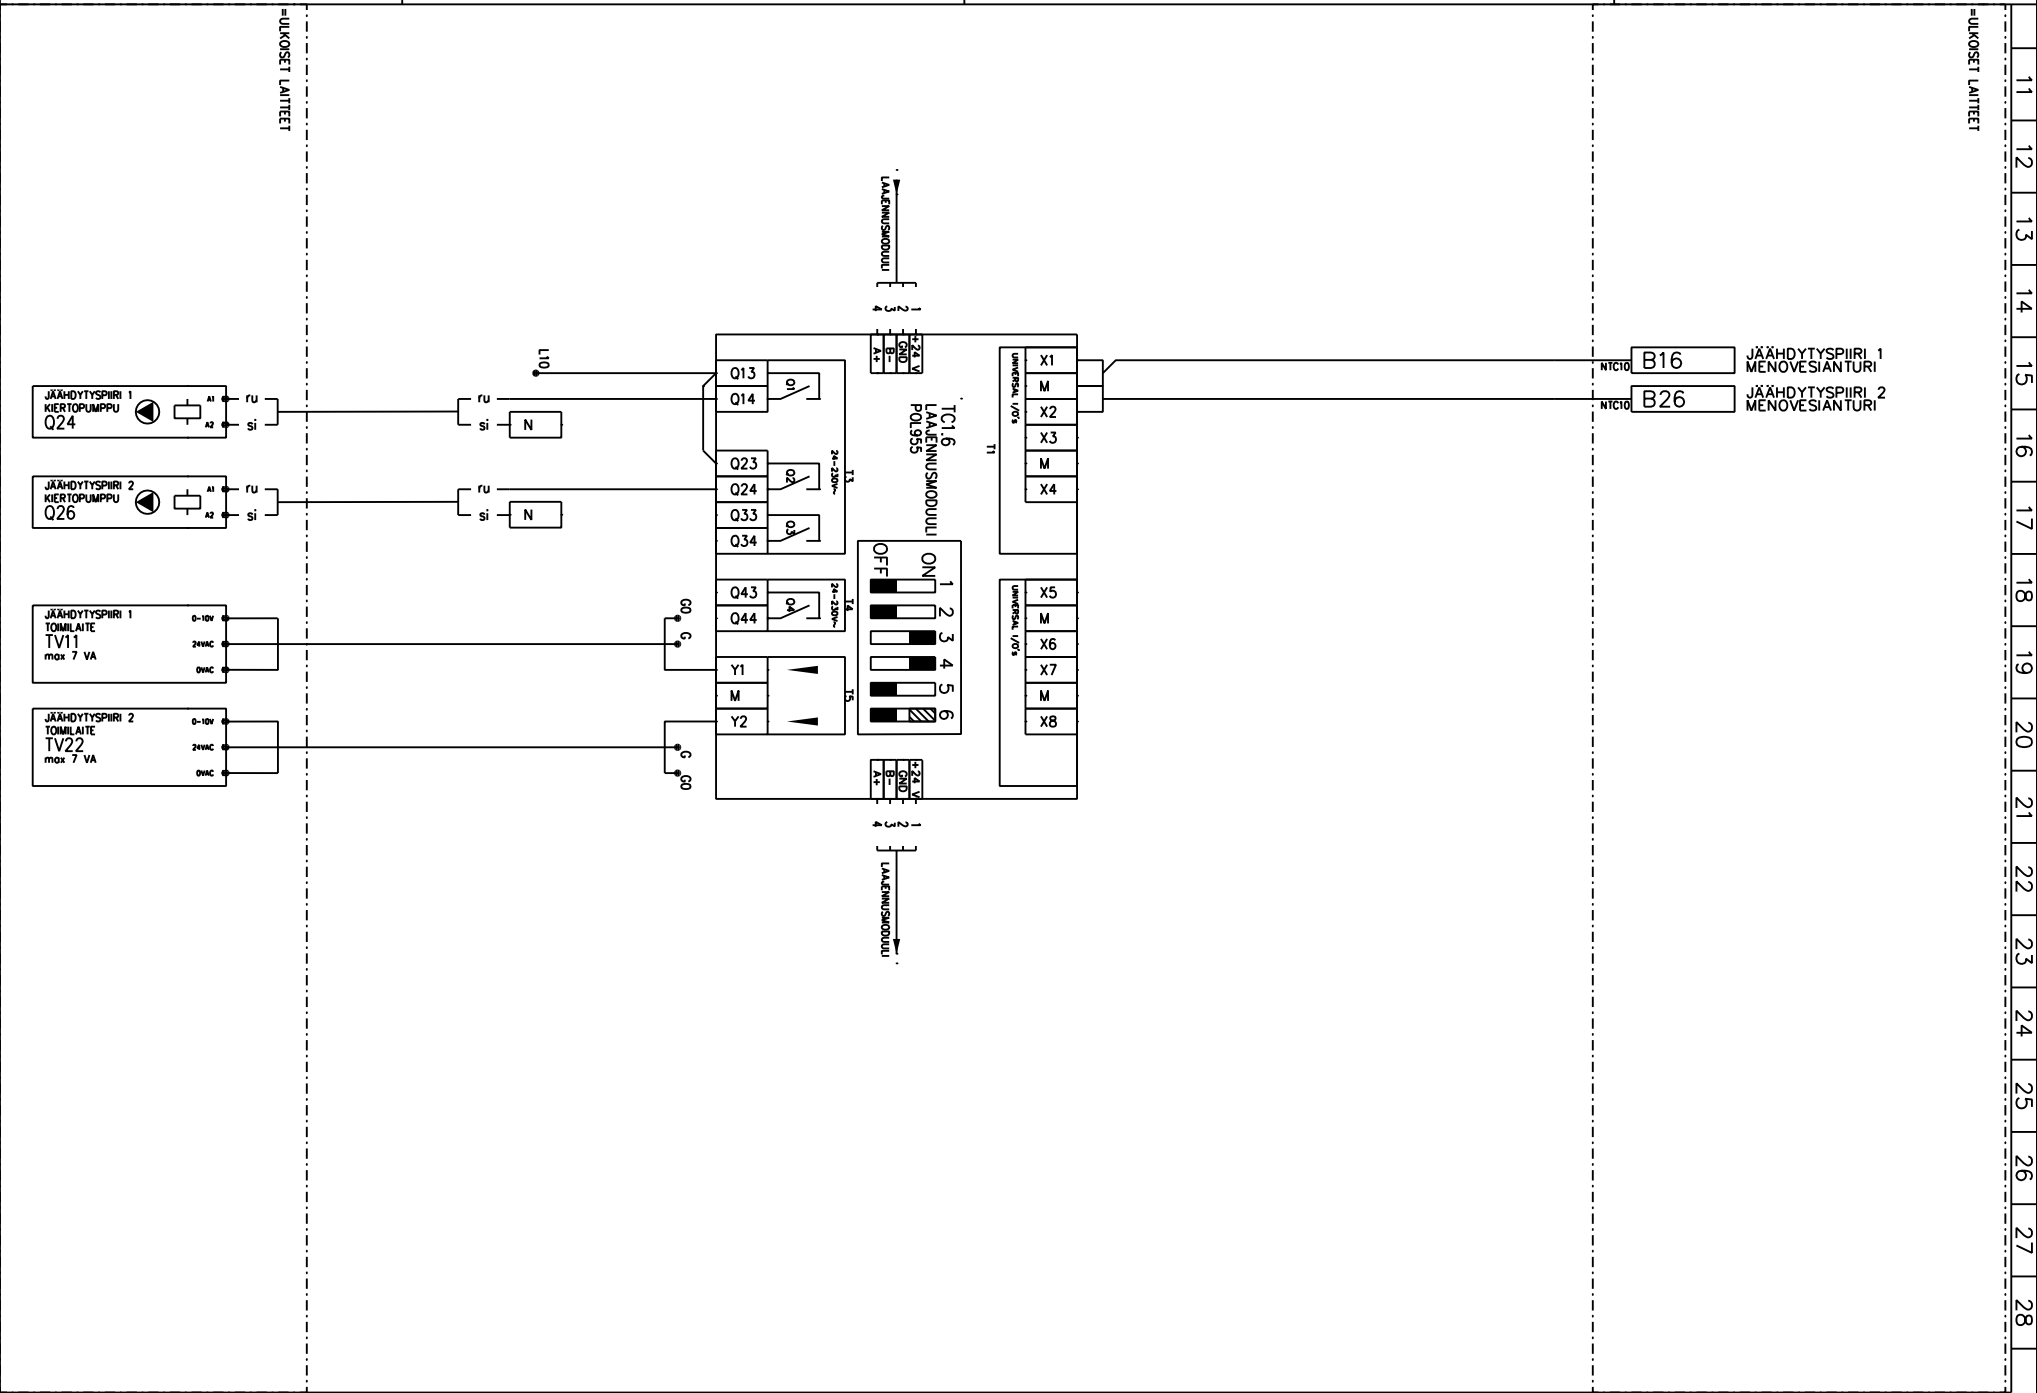 =ULKOISET LAITTEET
=ULKOISET LAITTEET
11
12
13
14
15
16
17
18
19
20
21
22
23
24
25
26
27
28
LAAJENNUSMODUULI
1
2
3
4
+24 V
GND
B-
A+
TC1.6
LAAJENNUSMODUULI
POL955
L10
Q13
Q14
Q1
Q23
Q24
Q2
Q33
Q34
Q3
T3
24-230V~
Q43
Q44
Q4
T4
24-230V~
Y1
M
Y2
T5
ON
OFF
1
2
3
4
5
6
T1
UNIVERSAL I/O's
X1
M
X2
X3
M
X4
UNIVERSAL I/O's
X5
M
X6
X7
M
X8
+24 V
GND
B-
A+
1
2
3
4
LAAJENNUSMODUULI
NTC10
B16
JÄÄHDYTYSPIIRI 1
MENOVESIANTURI
NTC10
B26
JÄÄHDYTYSPIIRI 2
MENOVESIANTURI
JÄÄHDYTYSPIIRI 1
KIERTOPUMPPU
Q24
A1
A2
ru
si
ru
si
N
JÄÄHDYTYSPIIRI 2
KIERTOPUMPPU
Q26
A1
A2
ru
si
ru
si
N
JÄÄHDYTYSPIIRI 1
TOIMILAITE
TV11
max 7 VA
0-10V
24VAC
0VAC
G0
G
JÄÄHDYTYSPIIRI 2
TOIMILAITE
TV22
max 7 VA
0-10V
24VAC
0VAC
G
G0